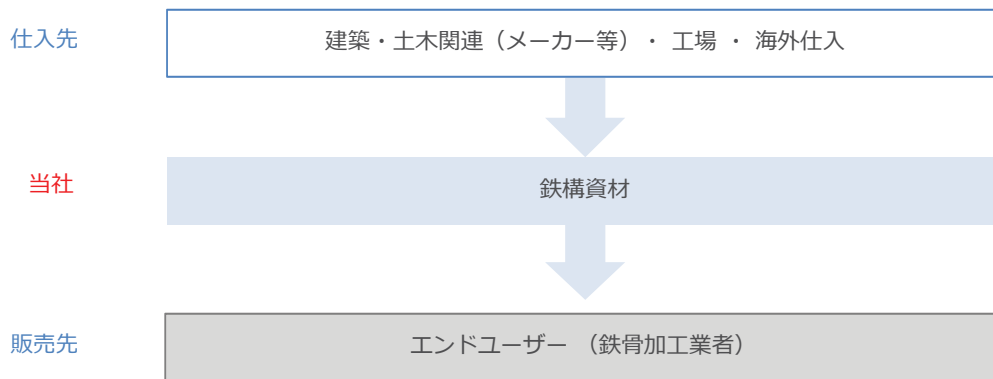 仕入先
建築・土木関連（メーカー等）・ 工場 ・ 海外仕入
当社
鉄構資材
販売先
エンドユーザー （鉄骨加工業者）